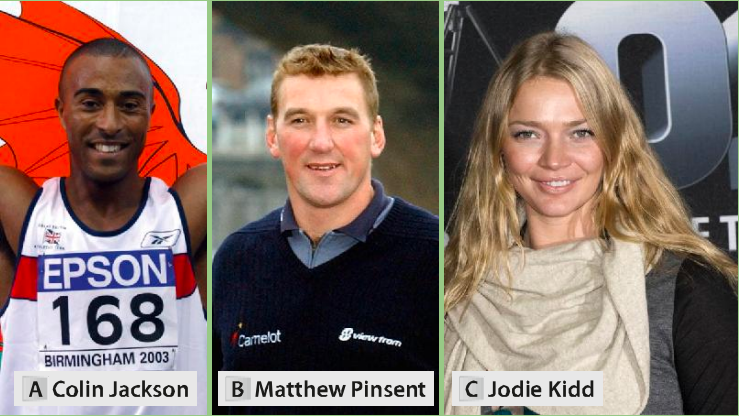 EPSON
168
BIRMINGHAM 2003
A Colin Jackson
Camelot
view from
B Matthew Pinsent
C Jodie Kidd